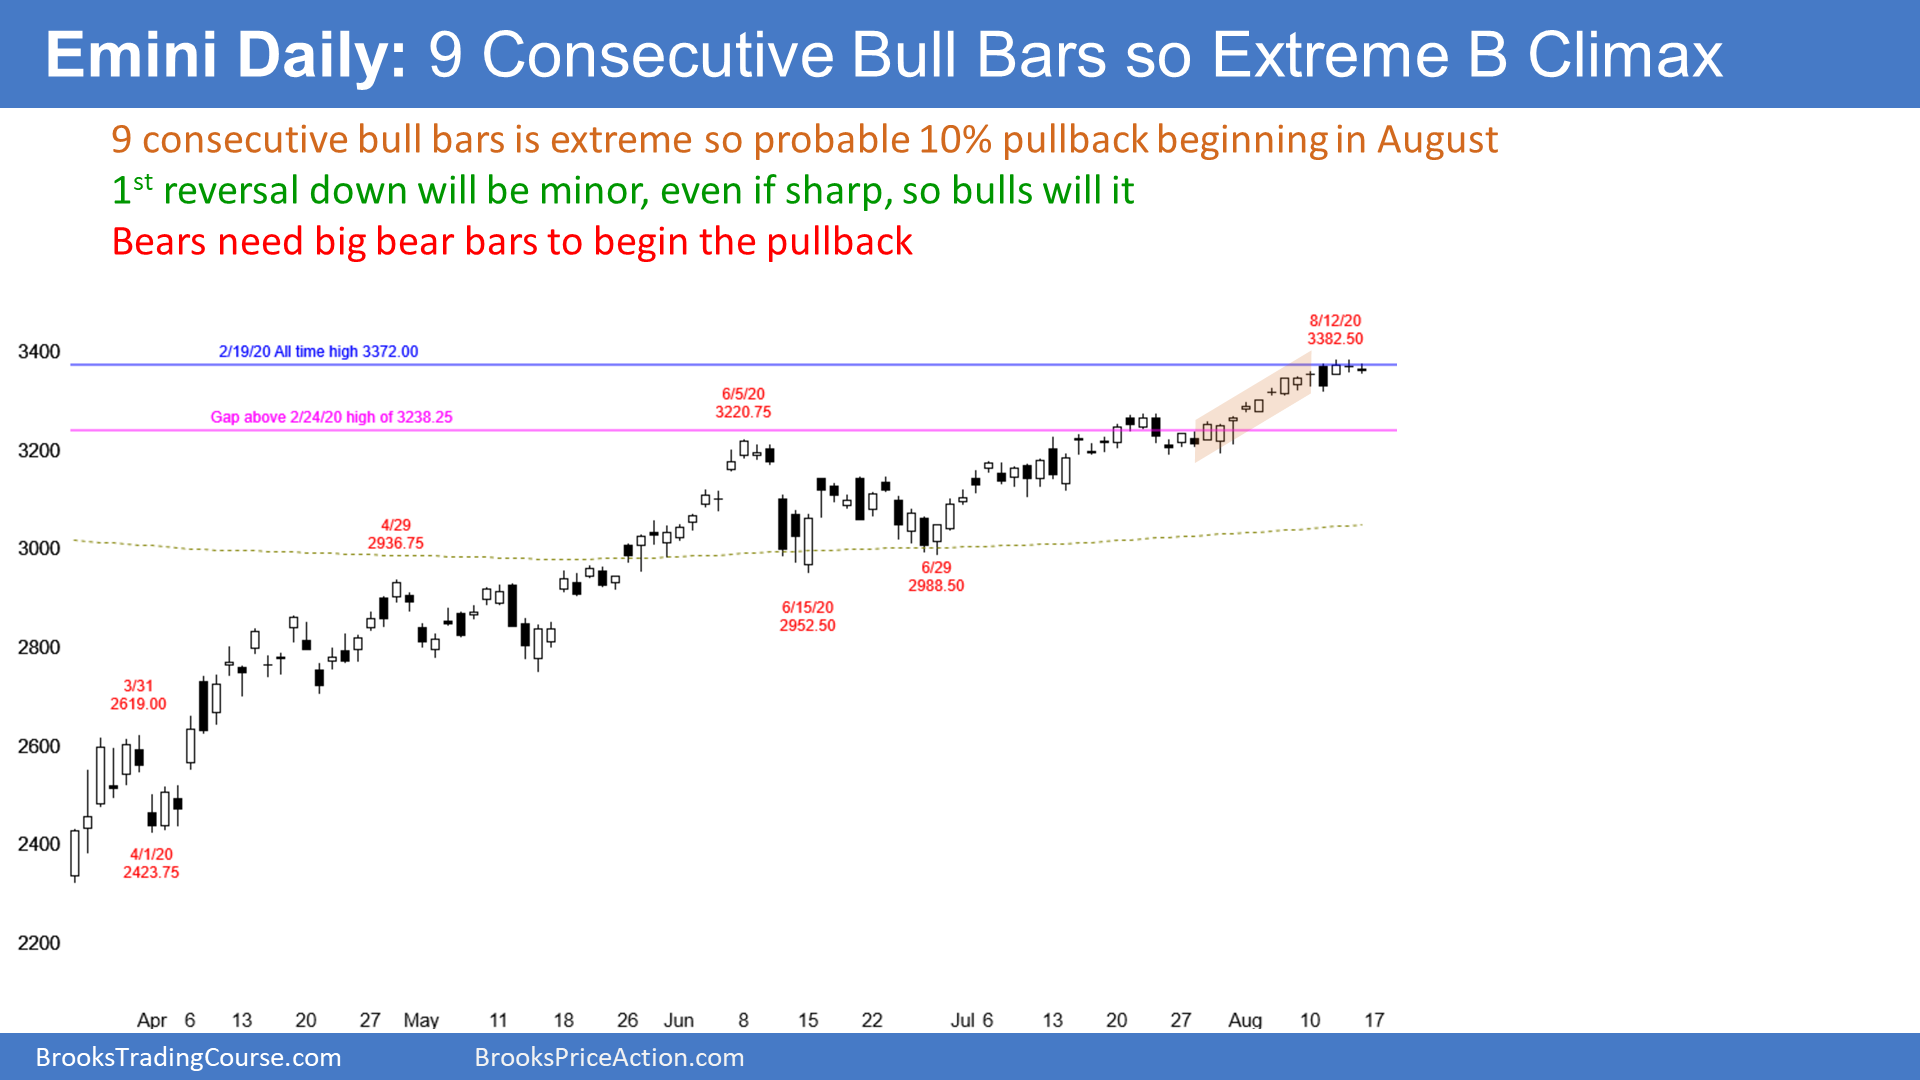 Emini Daily: 9 Consecutive Bull Bars so Extreme B Climax
9 consecutive bull bars is extreme so probable 10% pullback beginning in August
1st reversal down will be minor, even if sharp, so bulls will it
Bears need big bear bars to begin the pullback
8/12/20
3382.50
3400
2/19/20 All time high 3372.00
6/5/20
3220.75
Gap above 2/24/20 high of 3238.25
3200
4/29
2936.75
3000
6/29
2988.50
6/15/20
2952.50
2800
3/31
2619.00
2600
2400
4/1/20
2423.75
2200
Apr 6 13 20 27 May 11 18 26 Jun 8 15 22 Jul 6 13 20 27 Aug 10 17
BrooksTradingCourse.com BrooksPriceAction.com